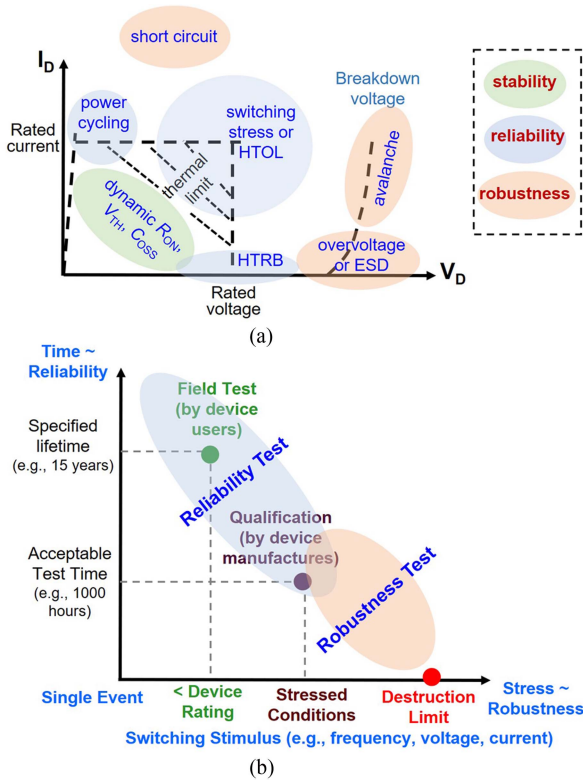 short circuit
I_D
Rated
current
power
cycling
switching
stress or
HTOL
thermal
limit
dynamic R_ON,
V_TH, C_OSS
HTRB
Breakdown
voltage
avalanche
overvoltage
or ESD
V_D
Rated
voltage
stability
reliability
robustness
(a)
Time ~
Reliability
Specified
lifetime
(e.g., 15 years)
Acceptable
Test Time
(e.g., 1000
hours)
Field Test
(by device
users)
Reliability Test
Qualification
(by device
manufactures)
Robustness Test
Single Event
< Device
Rating
Stressed
Conditions
Destruction
Limit
Stress ~
Robustness
Switching Stimulus (e.g., frequency, voltage, current)
(b)